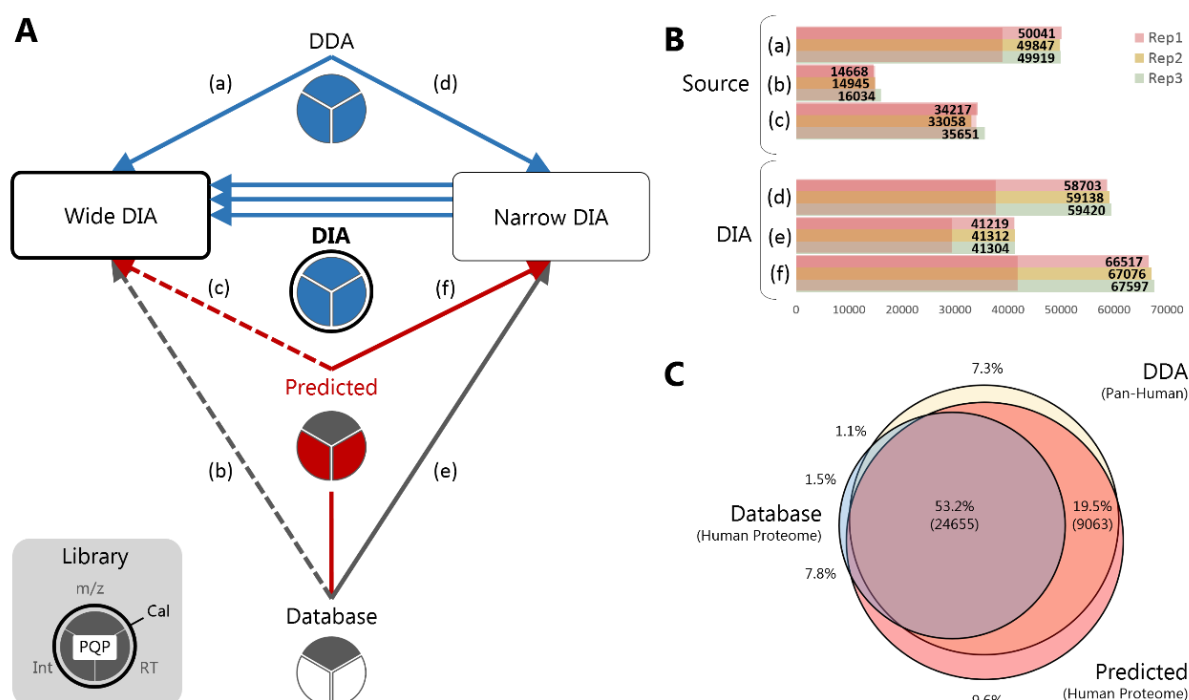 A
DDA
(a)
(d)
Wide DIA
Narrow DIA
DIA
(c)
(f)
Predicted
(b)
(e)
Database
Library
m/z
Cal
PQP
Int
RT
B
Source
(a)
50041
49847
49919
(b)
14668
14945
16034
(c)
34217
33058
35651
Rep1
Rep2
Rep3
DIA
(d)
58703
59138
59420
(e)
41219
41312
41304
(f)
66517
67076
67597
0 10000 20000 30000 40000 50000 60000 70000
C
7.3%
DDA
(Pan-Human)
1.1%
1.5%
Database
(Human Proteome)
53.2%
(24655)
19.5%
(9063)
7.8%
Predicted
(Human Proteome)
9.6%